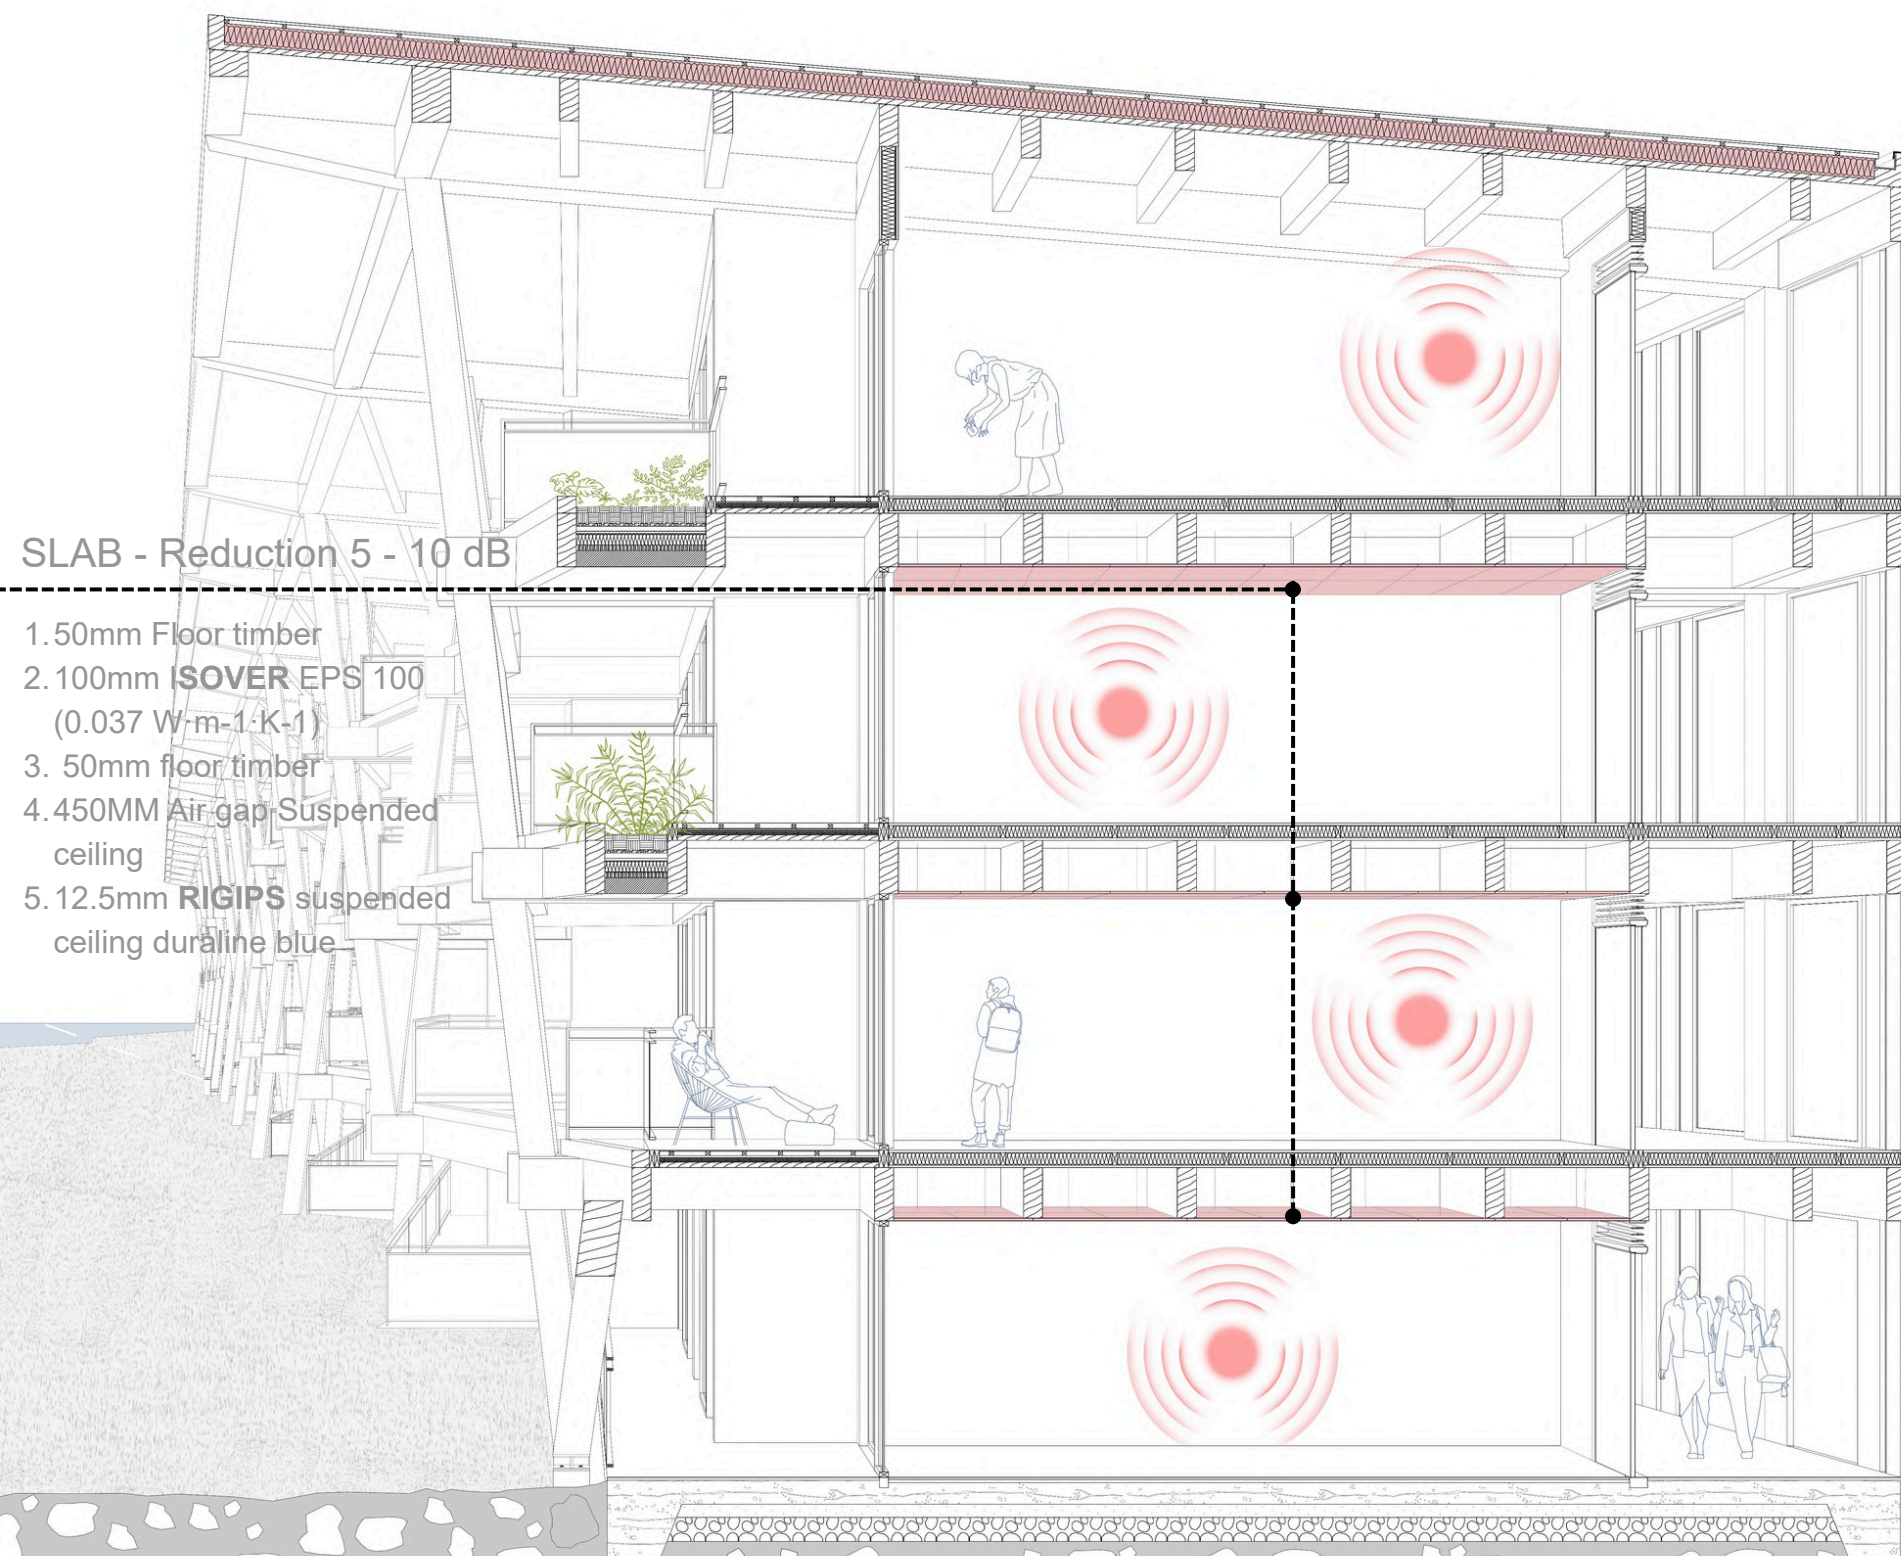 SLAB - Reduction 5 - 10 dB
1. 50mm Floor timber
2. 100mm ISOVER EPS 100
(0.037 W·m-1·K-1)
3. 50mm floor timber
4. 450MM Air gap-Suspended
ceiling
5. 12.5mm RIGIPS suspended
ceiling duraline blue